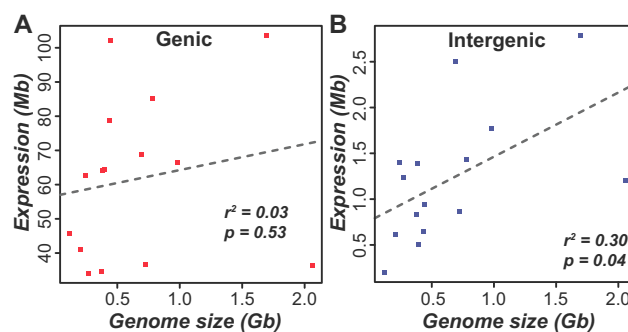 A
Genic
Expression (Mb)
100
90
80
70
60
50
40
r² = 0.03
p = 0.53
0.5 1.0 1.5 2.0
Genome size (Gb)
B
Intergenic
Expression (Mb)
2.5
2.0
1.5
1.0
0.5
r² = 0.30
p = 0.04
0.5 1.0 1.5 2.0
Genome size (Gb)